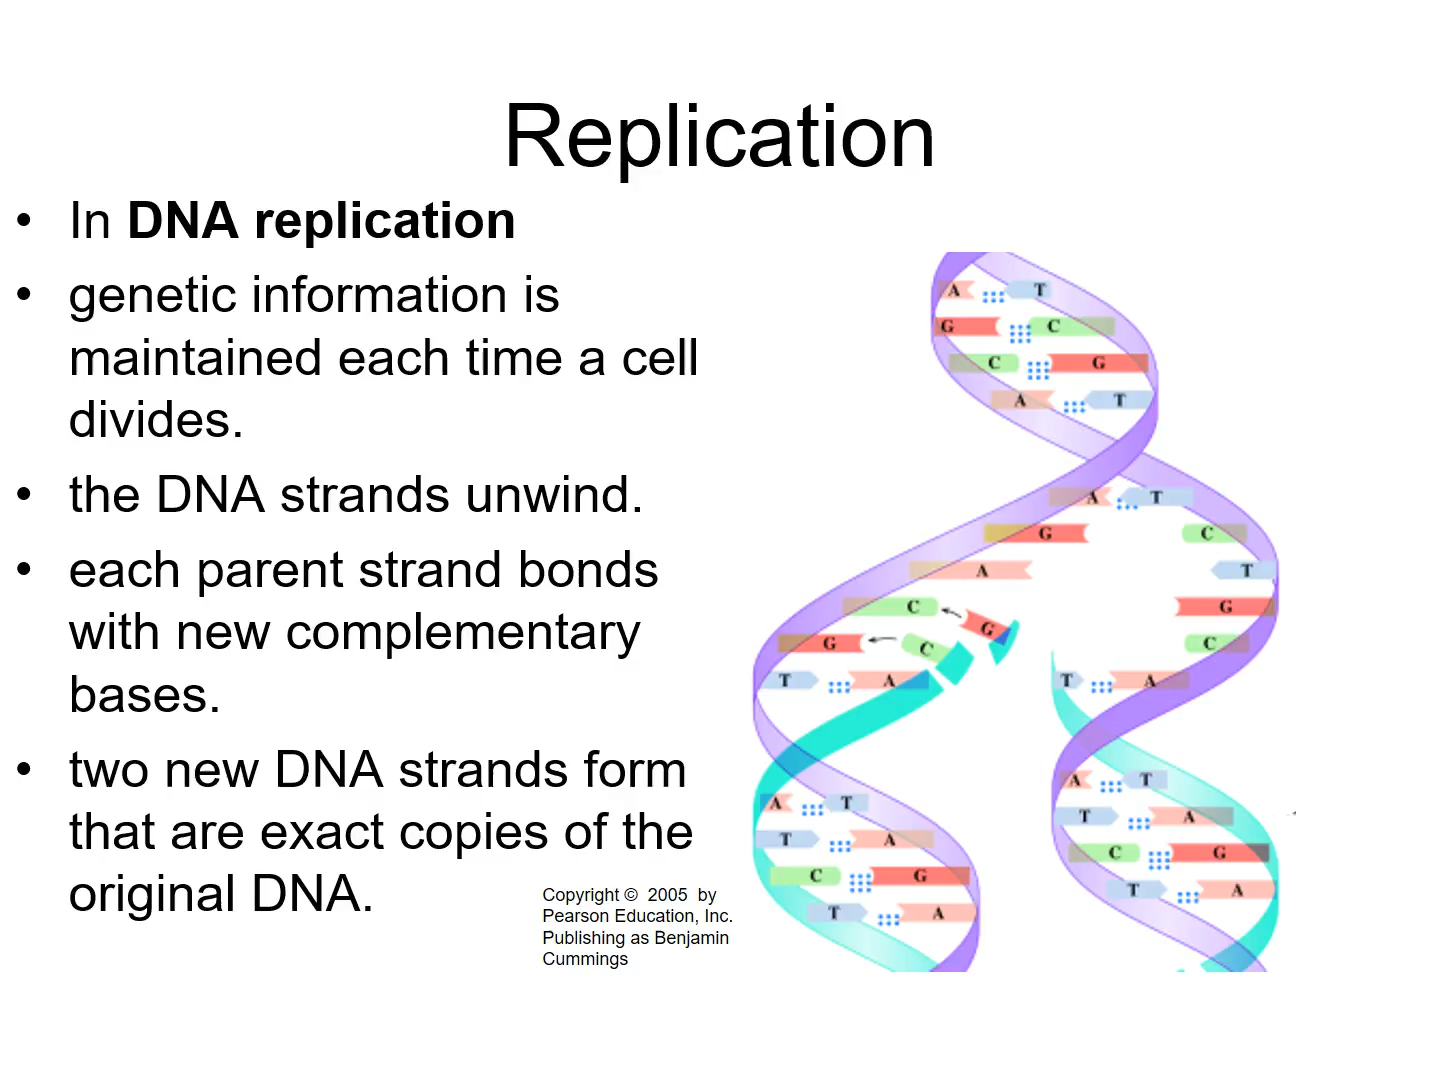 Replication
• In DNA replication
• genetic information is
maintained each time a cell
divides.
• the DNA strands unwind.
• each parent strand bonds
with new complementary
bases.
• two new DNA strands form
that are exact copies of the
original DNA.
Copyright © 2005 by
Pearson Education, Inc.
Publishing as Benjamin
Cummings
A T
G C
C G
A T
A T
G C
A T
C G G
G C C
T A T A
A T
T A
C G
T A
A T
T A
C G
T A